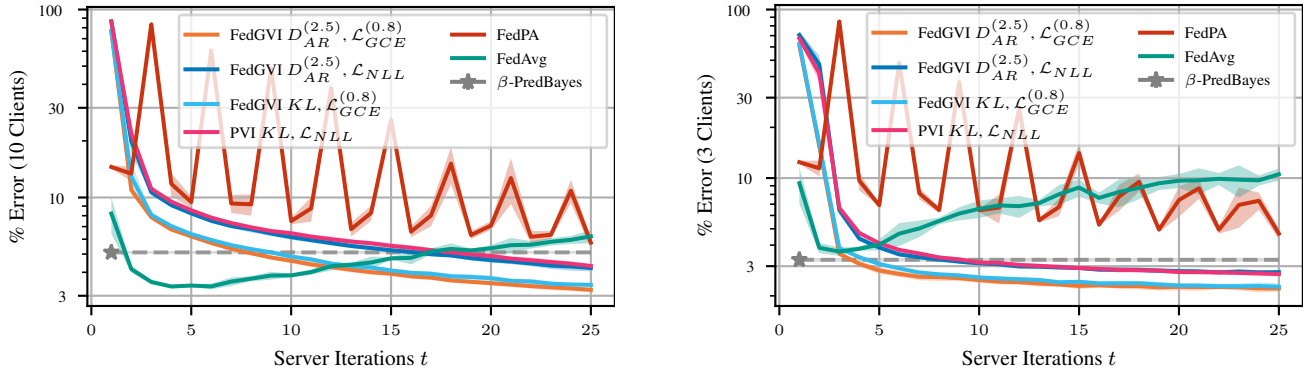 % Error (10 Clients)
100
30
10
3
FedGVI $D_{AR}^{(2.5)}, \mathcal{L}_{GCE}^{(0.8)}$
FedGVI $D_{AR}^{(2.5)}, \mathcal{L}_{NLL}$
FedGVI $KL, \mathcal{L}_{GCE}^{(0.8)}$
PVI $KL, \mathcal{L}_{NLL}$
FedPA
FedAvg
β-PredBayes
0 5 10 15 20 25
Server Iterations $t$
% Error (3 Clients)
100
30
10
3
FedGVI $D_{AR}^{(2.5)}, \mathcal{L}_{GCE}^{(0.8)}$
FedGVI $D_{AR}^{(2.5)}, \mathcal{L}_{NLL}$
FedGVI $KL, \mathcal{L}_{GCE}^{(0.8)}$
PVI $KL, \mathcal{L}_{NLL}$
FedPA
FedAvg
β-PredBayes
0 5 10 15 20 25
Server Iterations $t$